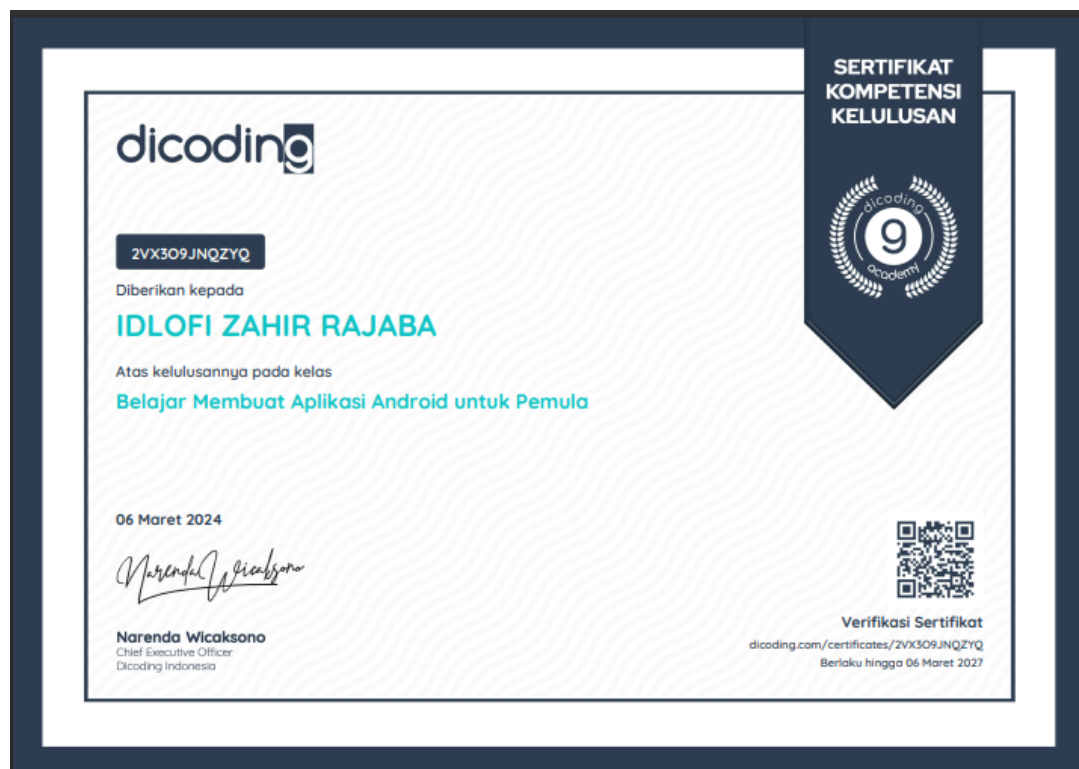 SERTIFIKAT
KOMPETENSI
KELULUSAN
dicoding
dicoding
9
academy
2VX3O9JNQZYQ
Diberikan kepada
IDLOFI ZAHIR RAJABA
Atas kelulusannya pada kelas
Belajar Membuat Aplikasi Android untuk Pemula
06 Maret 2024
Narenda Wicaksono
Narenda Wicaksono
Chief Executive Officer
Dicoding Indonesia
Verifikasi Sertifikat
dicoding.com/certificates/2VX3O9JNQZYQ
Berlaku hingga 06 Maret 2027